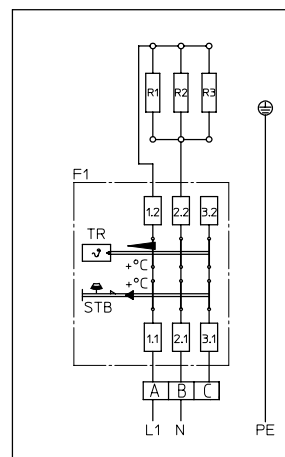 R1 R2 R3
F1
1.2 2.2 3.2
TR
+°C
+°C
STB
1.1 2.1 3.1
A B C
L1 N PE